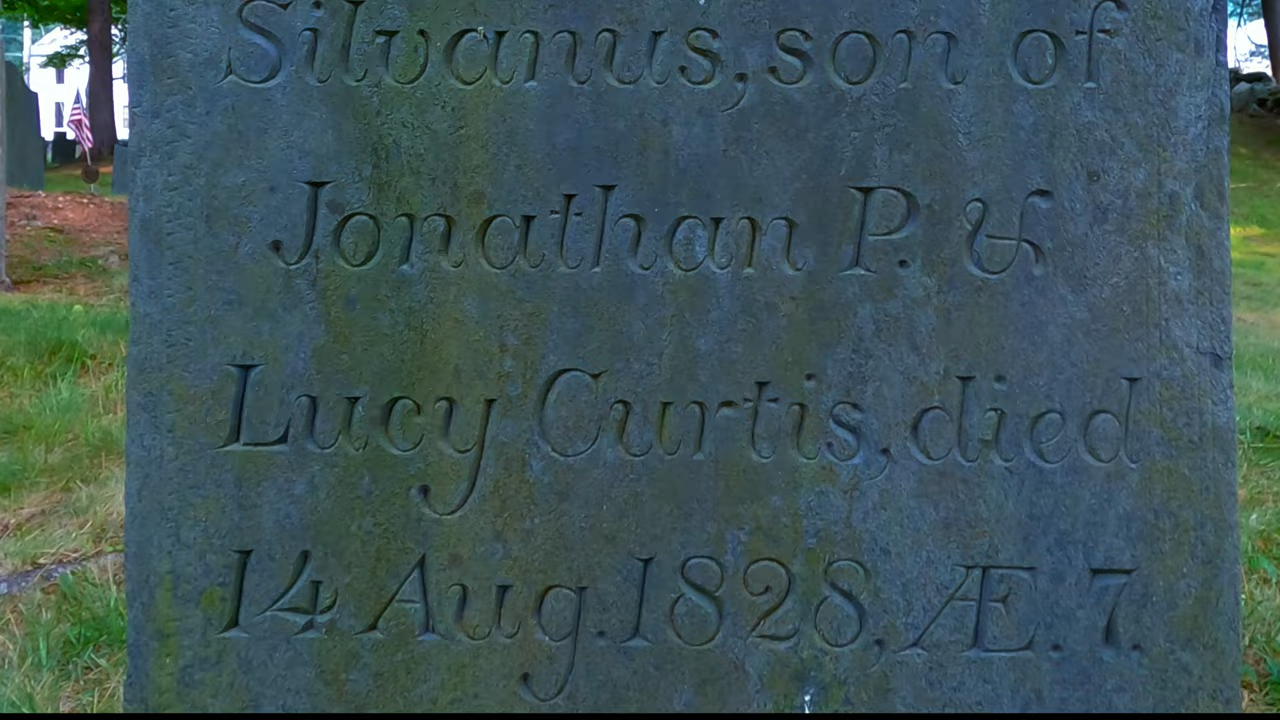 Silvanus, son of
Jonathan P. &
Lucy Curtis, died
14 Aug. 1828, Æ. 7.